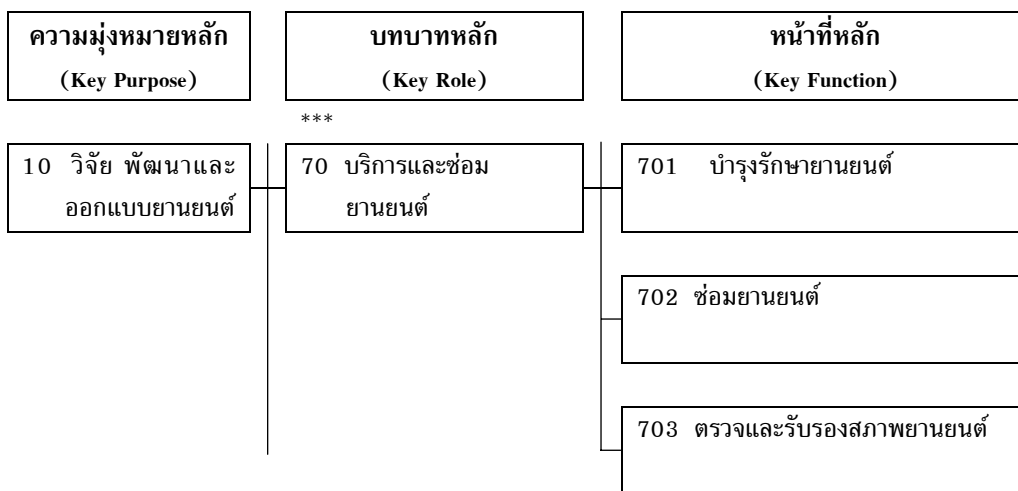 ความมุ่งหมายหลัก
(Key Purpose)
บทบาทหลัก
(Key Role)
หน้าที่หลัก
(Key Function)
***
10 วิจัย พัฒนาและ
ออกแบบยานยนต์
70 บริการและซ่อม
ยานยนต์
701 บำรุงรักษายานยนต์
702 ซ่อมยานยนต์
703 ตรวจและรับรองสภาพยานยนต์